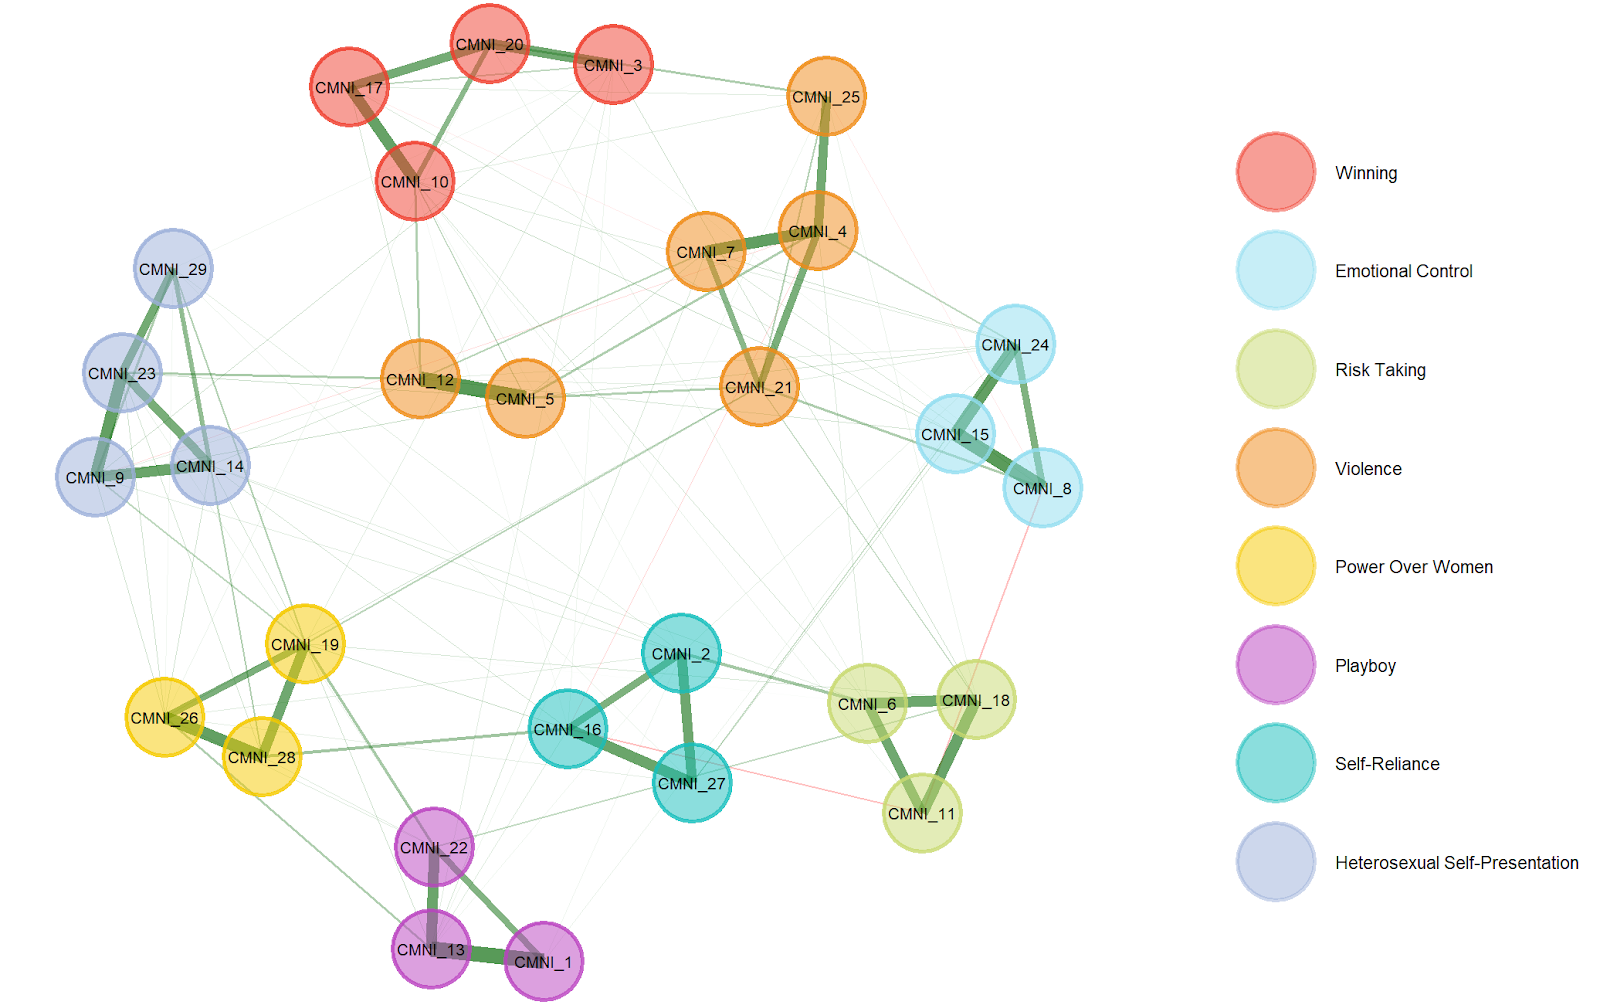 CMNI_20
CMNI_3
CMNI_17
CMNI_25
CMNI_10
CMNI_4
CMNI_7
CMNI_29
CMNI_24
CMNI_23
CMNI_12
CMNI_5
CMNI_21
CMNI_15
CMNI_14
CMNI_9
CMNI_8
CMNI_19
CMNI_2
CMNI_18
CMNI_6
CMNI_26
CMNI_16
CMNI_28
CMNI_27
CMNI_11
CMNI_22
CMNI_13
CMNI_1
Winning
Emotional Control
Risk Taking
Violence
Power Over Women
Playboy
Self-Reliance
Heterosexual Self-Presentation